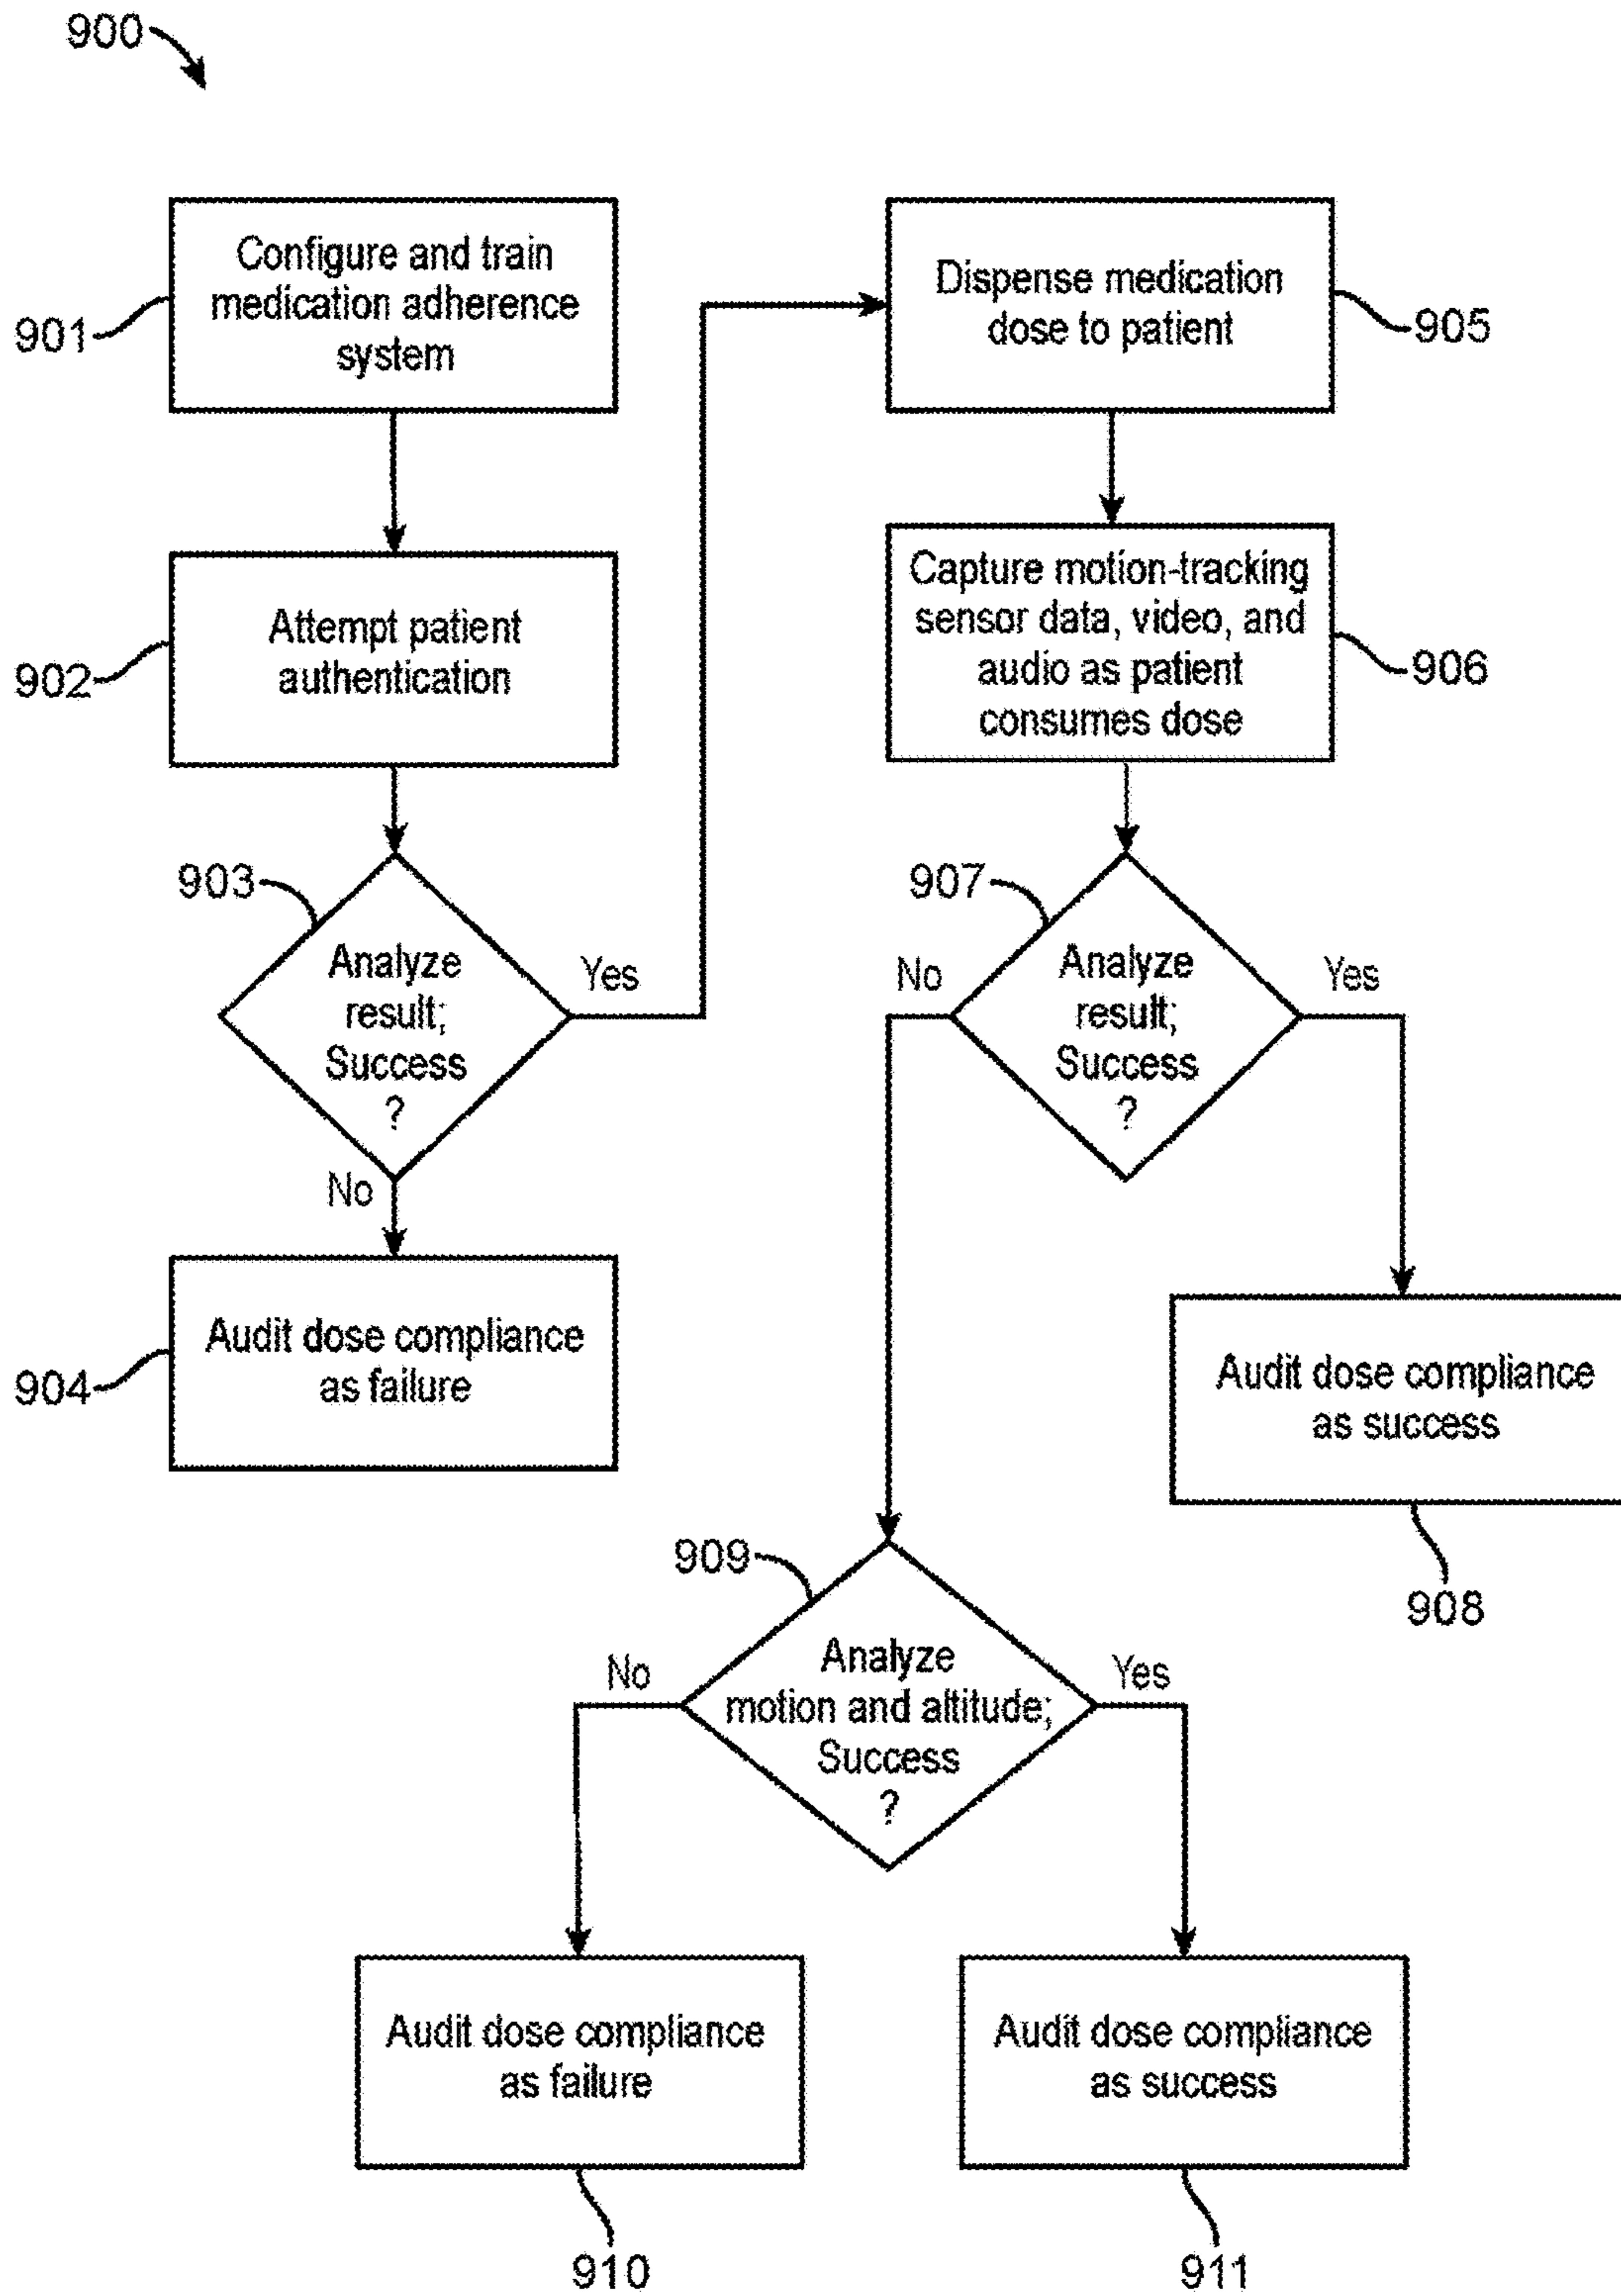 900
Configure and train
medication adherence
system
901
Attempt patient
authentication
902
903
Analyze
result;
Success
?
Yes
No
Audit dose compliance
as failure
904
Dispense medication
dose to patient
905
Capture motion-tracking
sensor data, video, and
audio as patient
consumes dose
906
907
Analyze
result;
Success
?
No
Yes
Audit dose compliance
as success
908
909
Analyze
motion and altitude;
Success
?
No
Yes
Audit dose compliance
as failure
910
Audit dose compliance
as success
911